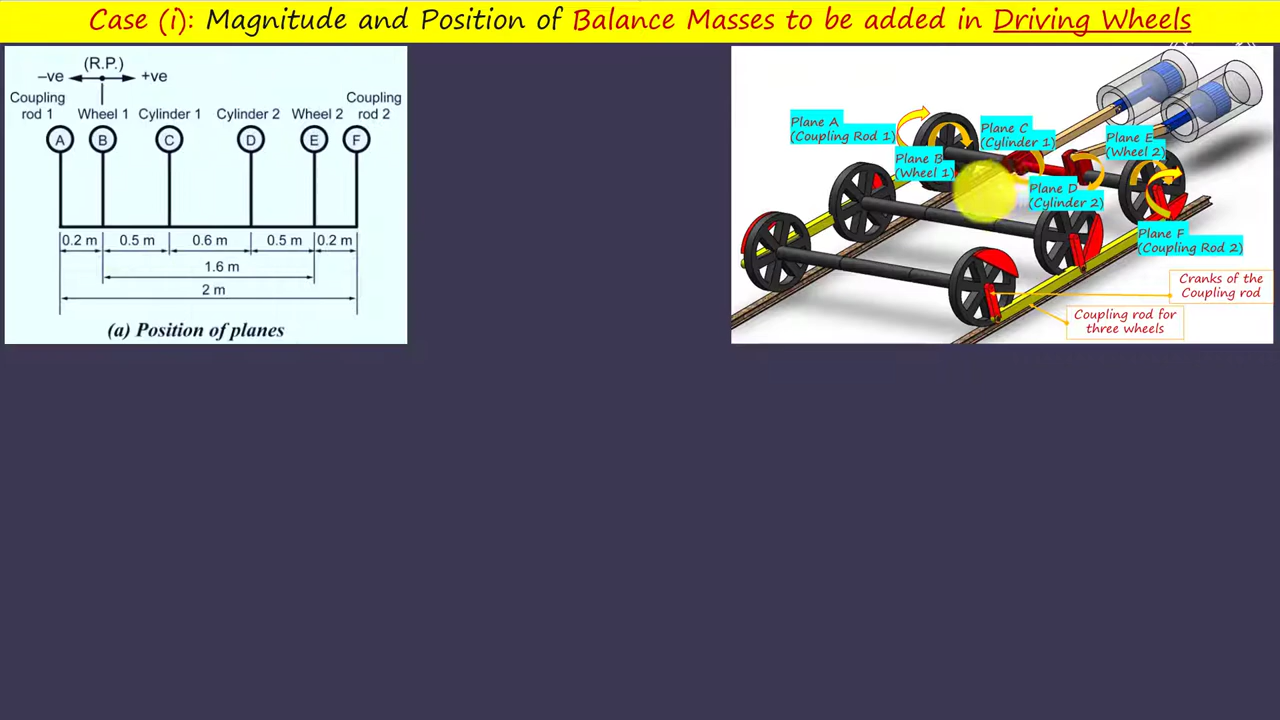 Case (i): Magnitude and Position of Balance Masses to be added in Driving Wheels
(R.P.)
–ve +ve
Coupling rod 1
Wheel 1
Cylinder 1
Cylinder 2
Wheel 2
Coupling rod 2
A B C D E F
0.2 m 0.5 m 0.6 m 0.5 m 0.2 m
1.6 m
2 m
(a) Position of planes
Plane A
(Coupling Rod 1)
Plane B
(Wheel 1)
Plane C
(Cylinder 1)
Plane D
(Cylinder 2)
Plane E
(Wheel 2)
Plane F
(Coupling Rod 2)
Cranks of the
Coupling rod
Coupling rod for
three wheels